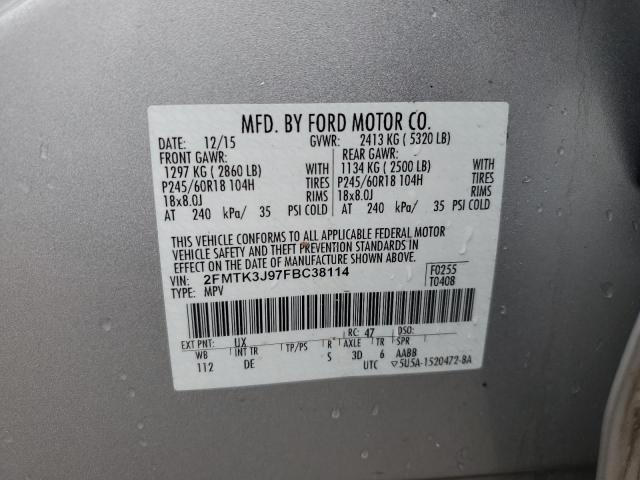 MFD. BY FORD MOTOR CO.
DATE: 12/15 GVWR: 2413 KG ( 5320 LB)
FRONT GAWR: REAR GAWR:
1297 KG ( 2860 LB) WITH 1134 KG ( 2500 LB) WITH
P245/60R18 104H TIRES P245/60R18 104H TIRES
18x8.0J RIMS 18x8.0J RIMS
AT 240 kPa/ 35 PSI COLD AT 240 kPa/ 35 PSI COLD
THIS VEHICLE CONFORMS TO ALL APPLICABLE FEDERAL MOTOR
VEHICLE SAFETY AND THEFT PREVENTION STANDARDS IN
EFFECT ON THE DATE OF MANUFACTURE SHOWN ABOVE.
VIN: 2FMTK3J97FBC38114 F0255
TYPE: MPV T0408
EXT PNT: UX RC: 47 DSO:
WB INT TR TP/PS R AXLE TR SPR
112 DE S 3D 6 AABB
UTC ▽5U5A-1520472-BA